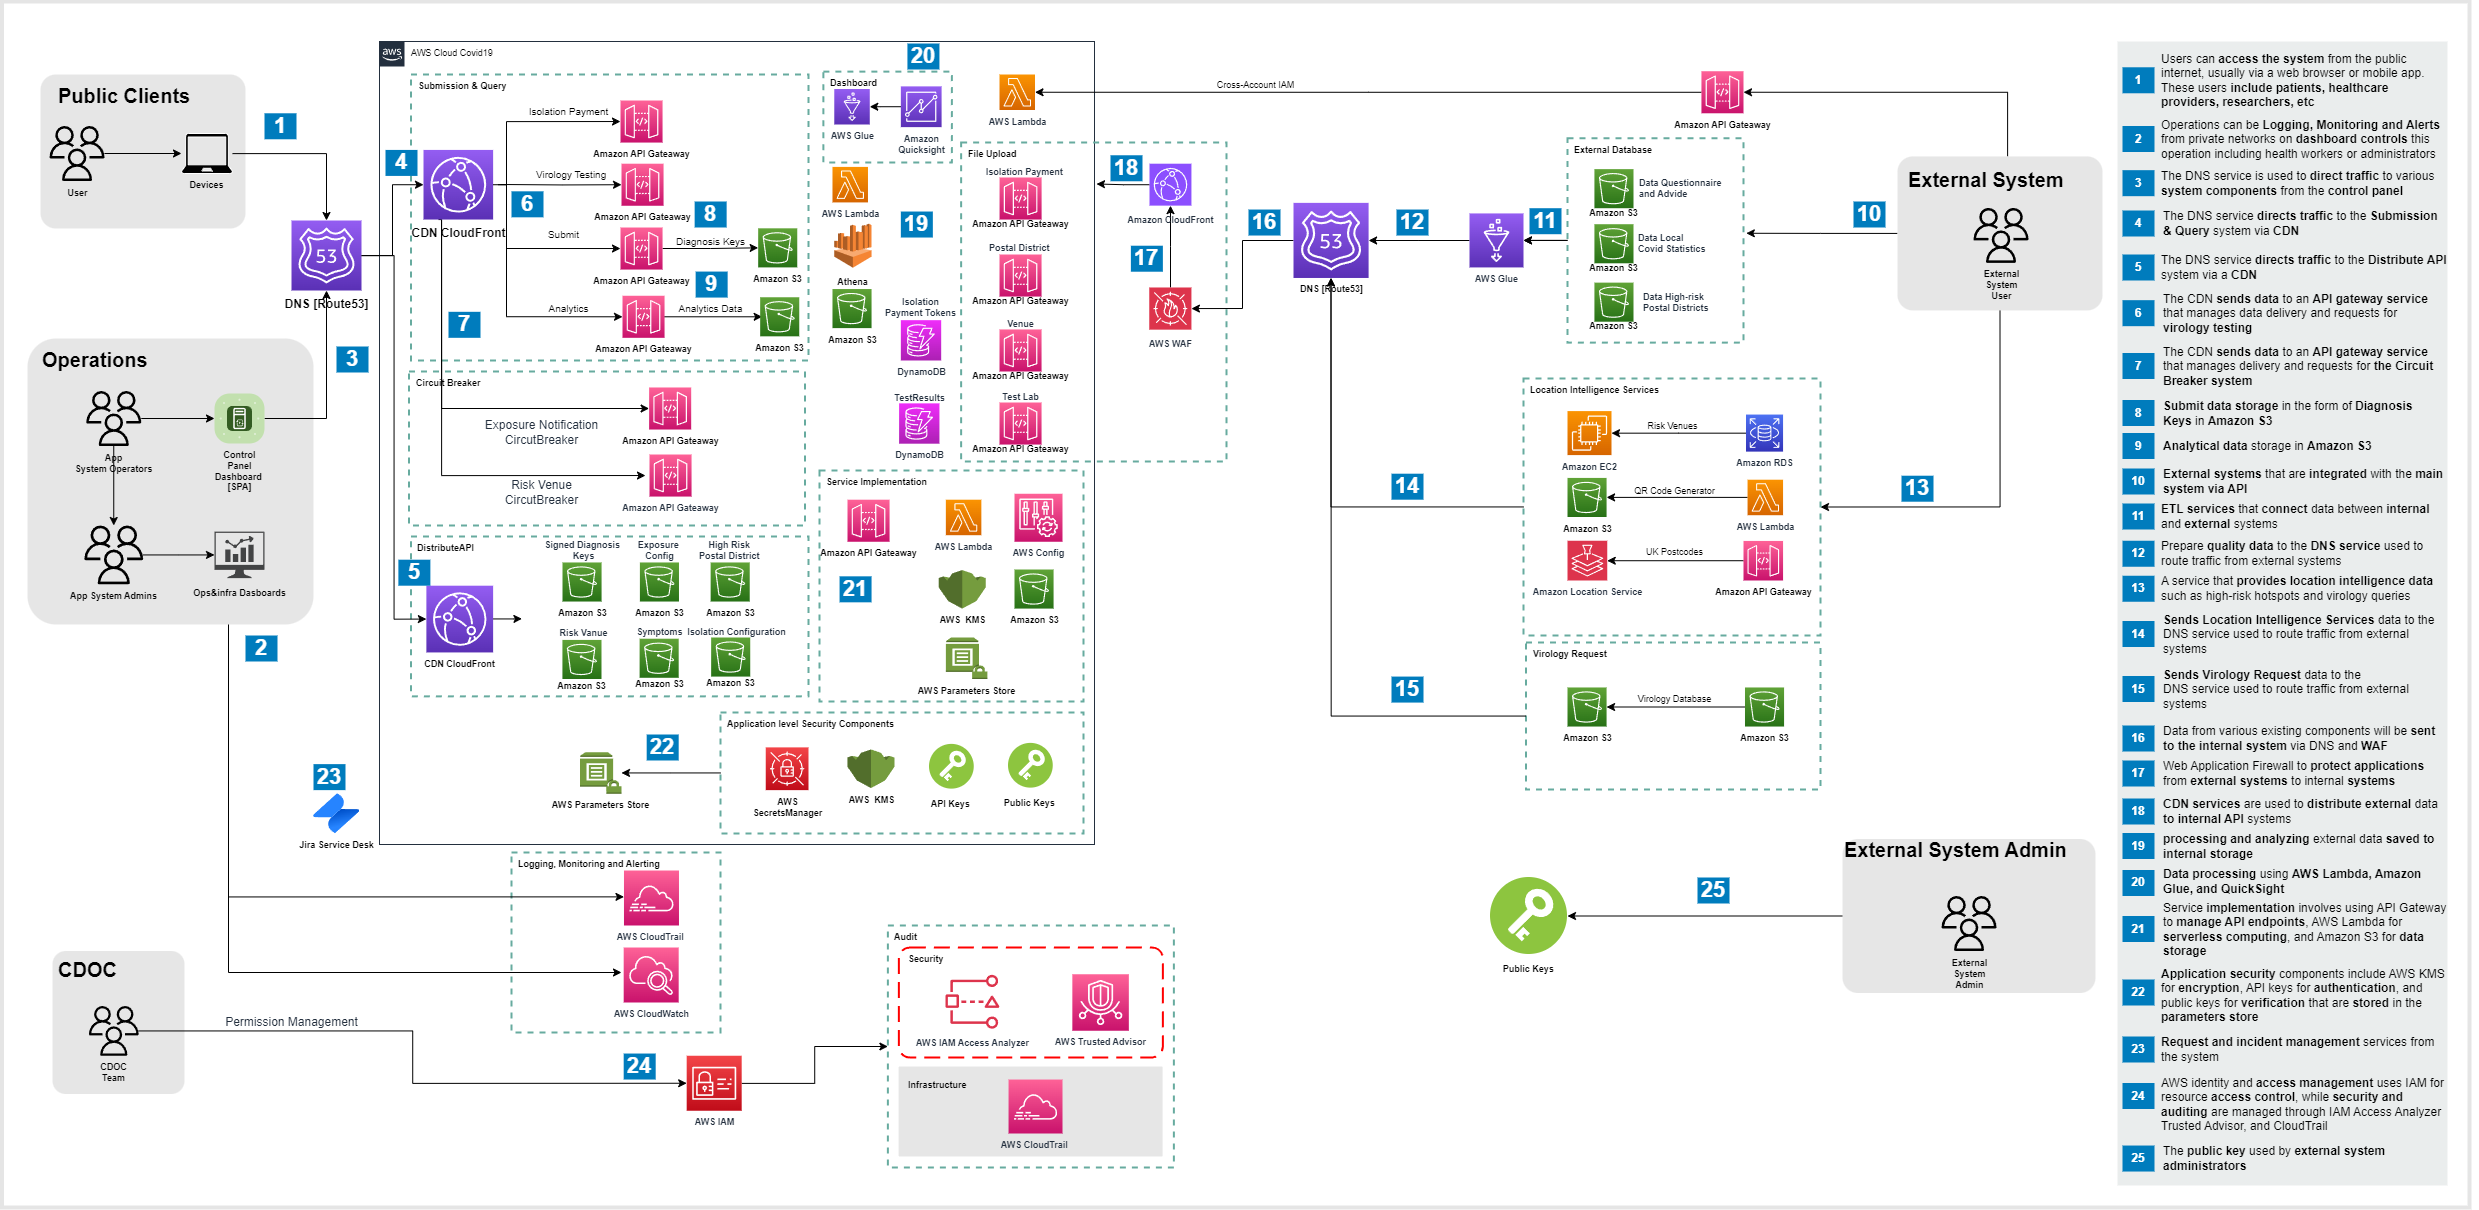 Public Clients
User
Devices
1
DNS [Route53]
Operations
App
System Operators
Control
Panel
Dashboard
[SPA]
3
App System Admins
Ops&infra Dasboards
2
23
Jira Service Desk
CDOC
CDOC
Team
Permission Management
24
AWS IAM
aws
AWS Cloud Covid19
Submission & Query
4
CDN CloudFront
Isolation Payment
Amazon API Gateway
Virology Testing
6
Amazon API Gateway
8
Submit
Amazon API Gateway
Diagnosis Keys
Amazon S3
9
Analytics
Amazon API Gateway
Analytics Data
Amazon S3
7
Circuit Breaker
Exposure Notification
CircutBreaker
Amazon API Gateway
Risk Venue
CircutBreaker
Amazon API Gateway
DistributeAPI
5
CDN CloudFront
Signed Diagnosis
Keys
Amazon S3
Exposure
Config
Amazon S3
High Risk
Postal District
Amazon S3
Risk Vanue
Amazon S3
Symptoms
Amazon S3
Isolation Configuration
Amazon S3
20
Dashboard
AWS Glue
Amazon
Quicksight
AWS Lambda
AWS Lambda
19
Athena
Amazon S3
Isolation
Payment Tokens
DynamoDB
TestResults
DynamoDB
File Upload
Isolation Payment
Amazon API Gateway
Postal District
Amazon API Gateway
Venue
Amazon API Gateway
Test Lab
Amazon API Gateway
18
Amazon CloudFront
17
AWS WAF
Service Implementation
Amazon API Gateway
AWS Lambda
AWS Config
21
AWS KMS
Amazon S3
AWS Parameters Store
Application level Security Components
22
AWS Parameters Store
AWS
SecretsManager
AWS KMS
API Keys
Public Keys
Logging, Monitoring and Alerting
AWS CloudTrail
AWS CloudWatch
Audit
Security
AWS IAM Access Analyzer
AWS Trusted Advisor
Infrastructure
AWS CloudTrail
Cross-Account IAM
Amazon API Gateway
16
53
53
DNS [Route53]
12
AWS Glue
11
External Database
Data Questionnaire
and Advide
Amazon S3
Data Local
Covid Statistics
Amazon S3
Data High-risk
Postal Districts
Amazon S3
10
External System
External
System
User
Location Intelligence Services
Risk Venues
Amazon EC2
Amazon RDS
QR Code Generator
Amazon S3
AWS Lambda
UK Postcodes
Amazon Location Service
Amazon API Gateway
13
14
Virology Request
Virology Database
Amazon S3
Amazon S3
15
External System Admin
External
System
Admin
25
Public Keys
1
Users can access the system from the public
internet, usually via a web browser or mobile app.
These users include patients, healthcare
providers, researchers, etc
2
Operations can be Logging, Monitoring and Alerts
from private networks on dashboard controls this
operation including health workers or administrators
3
The DNS service is used to direct traffic to various
system components from the control panel
4
The DNS service directs traffic to the Submission
& Query system via CDN
5
The DNS service directs traffic to the Distribute API
system via a CDN
6
The CDN sends data to an API gateway service
that manages data delivery and requests for
virology testing
7
The CDN sends data to an API gateway service
that manages delivery and requests for the Circuit
Breaker system
8
Submit data storage in the form of Diagnosis
Keys in Amazon S3
9
Analytical data storage in Amazon S3
10
External systems that are integrated with the main
system via API
11
ETL services that connect data between internal
and external systems
12
Prepare quality data to the DNS service used to
route traffic from external systems
13
A service that provides location intelligence data
such as high-risk hotspots and virology queries
14
Sends Location Intelligence Services data to the
DNS service used to route traffic from external
systems
15
Sends Virology Request data to the
DNS service used to route traffic from external
systems
16
Data from various existing components will be sent
to the internal system via DNS and WAF
17
Web Application Firewall to protect applications
from external systems to internal systems
18
CDN services are used to distribute external data
to internal API systems
19
processing and analyzing external data saved to
internal storage
20
Data processing using AWS Lambda, Amazon
Glue, and QuickSight
21
Service implementation involves using API Gateway
to manage API endpoints, AWS Lambda for
serverless computing, and Amazon S3 for data
storage
22
Application security components include AWS KMS
for encryption, API keys for authentication, and
public keys for verification that are stored in the
parameters store
23
Request and incident management services from
the system
24
AWS identity and access management uses IAM for
resource access control, while security and
auditing are managed through IAM Access Analyzer
Trusted Advisor, and CloudTrail
25
The public key used by external system
administrators